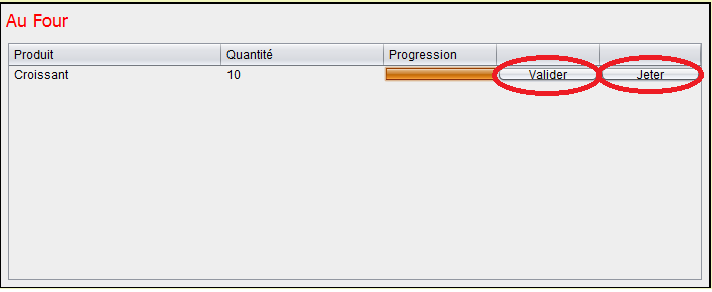 Au Four
Produit Quantité Progression
Croissant 10 Valider Jeter